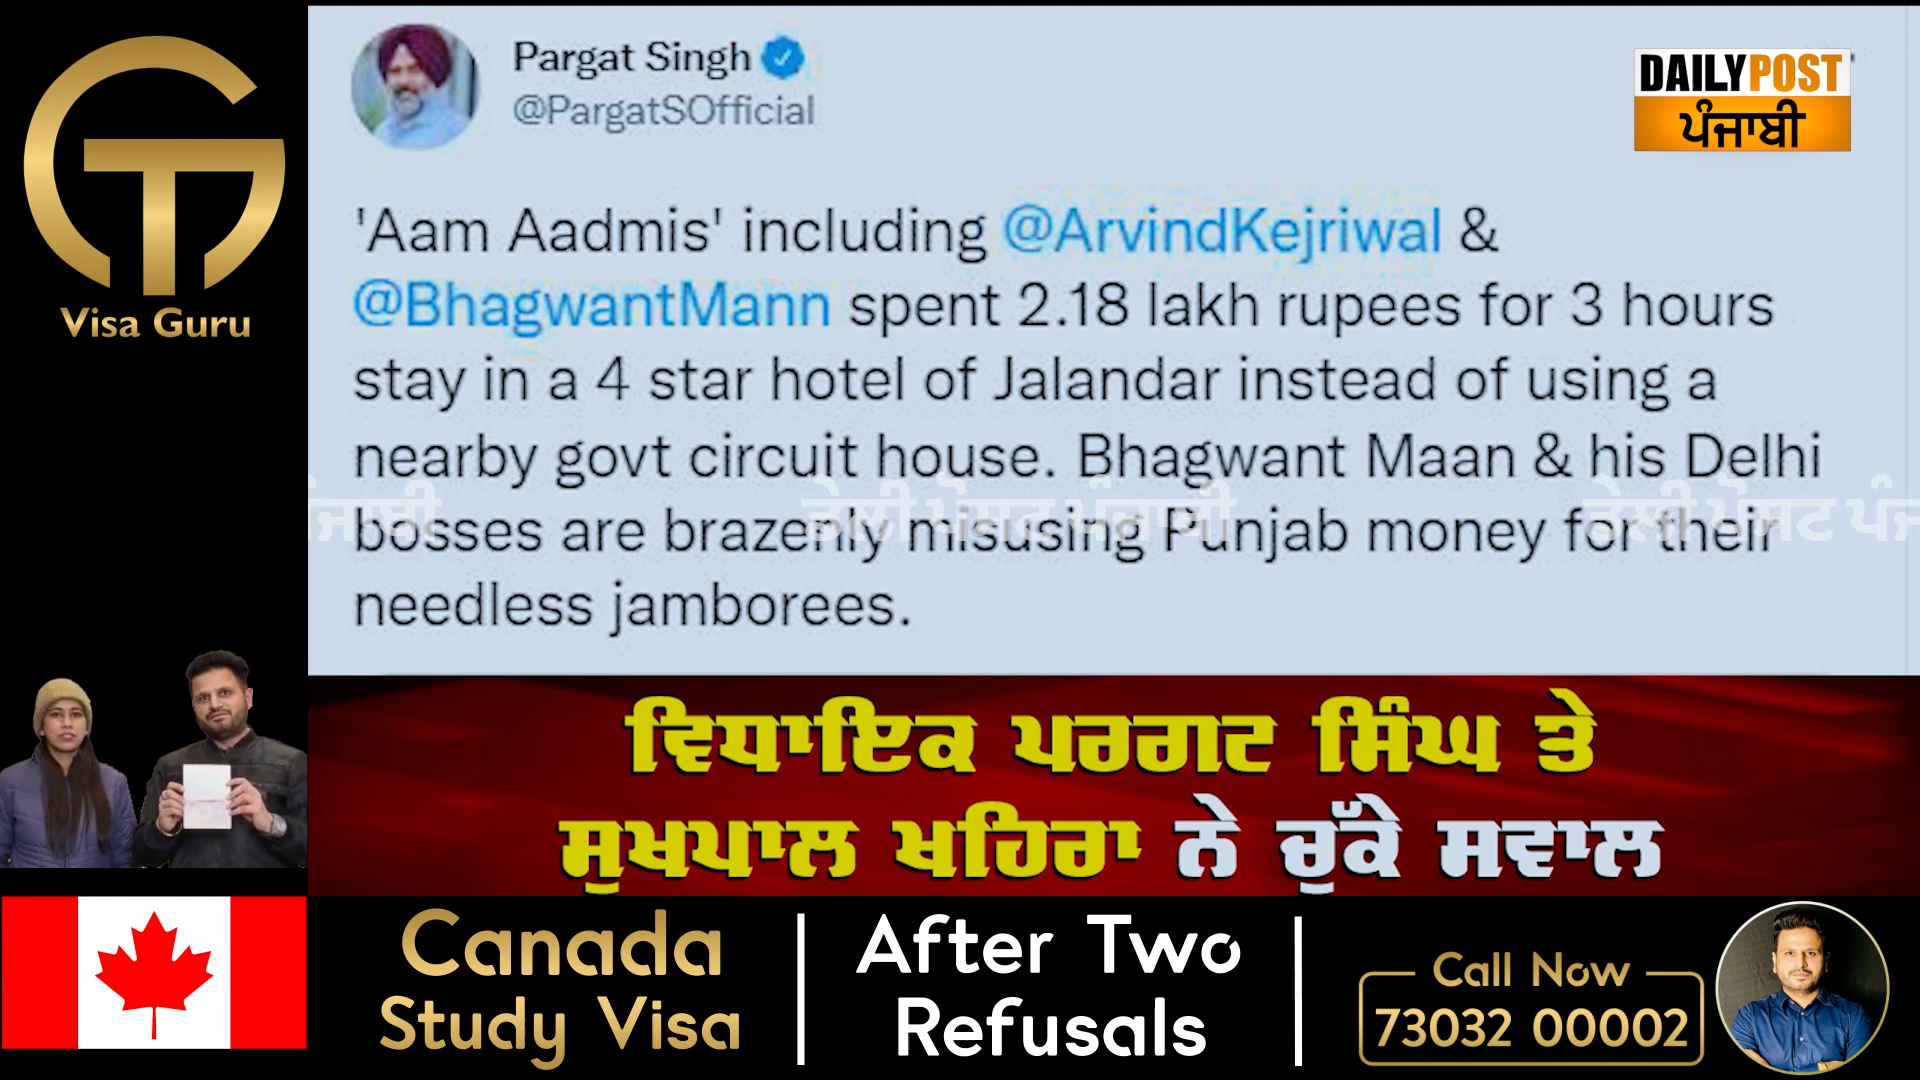 Pargat Singh
@PargatSOfficial
DAILYPOST
ਪੰਜਾਬੀ
'Aam Aadmis' including @ArvindKejriwal &
@BhagwantMann spent 2.18 lakh rupees for 3 hours
stay in a 4 star hotel of Jalandar instead of using a
nearby govt circuit house. Bhagwant Maan & his Delhi
bosses are brazenly misusing Punjab money for their
needless jamborees.
ਪੰਜਾਬੀ ਡੇਲੀ ਪੋਸਟ ਪੰਜਾਬੀ ਡੇਲੀ ਪੋਸਟ
Visa Guru
ਵਿਧਾਇਕ ਪਰਗਟ ਸਿੰਘ ਤੇ
ਸੁਖਪਾਲ ਖਹਿਰਾ ਨੇ ਚੁੱਕੇ ਸਵਾਲ
Canada
Study Visa
After Two
Refusals
Call Now
73032 00002